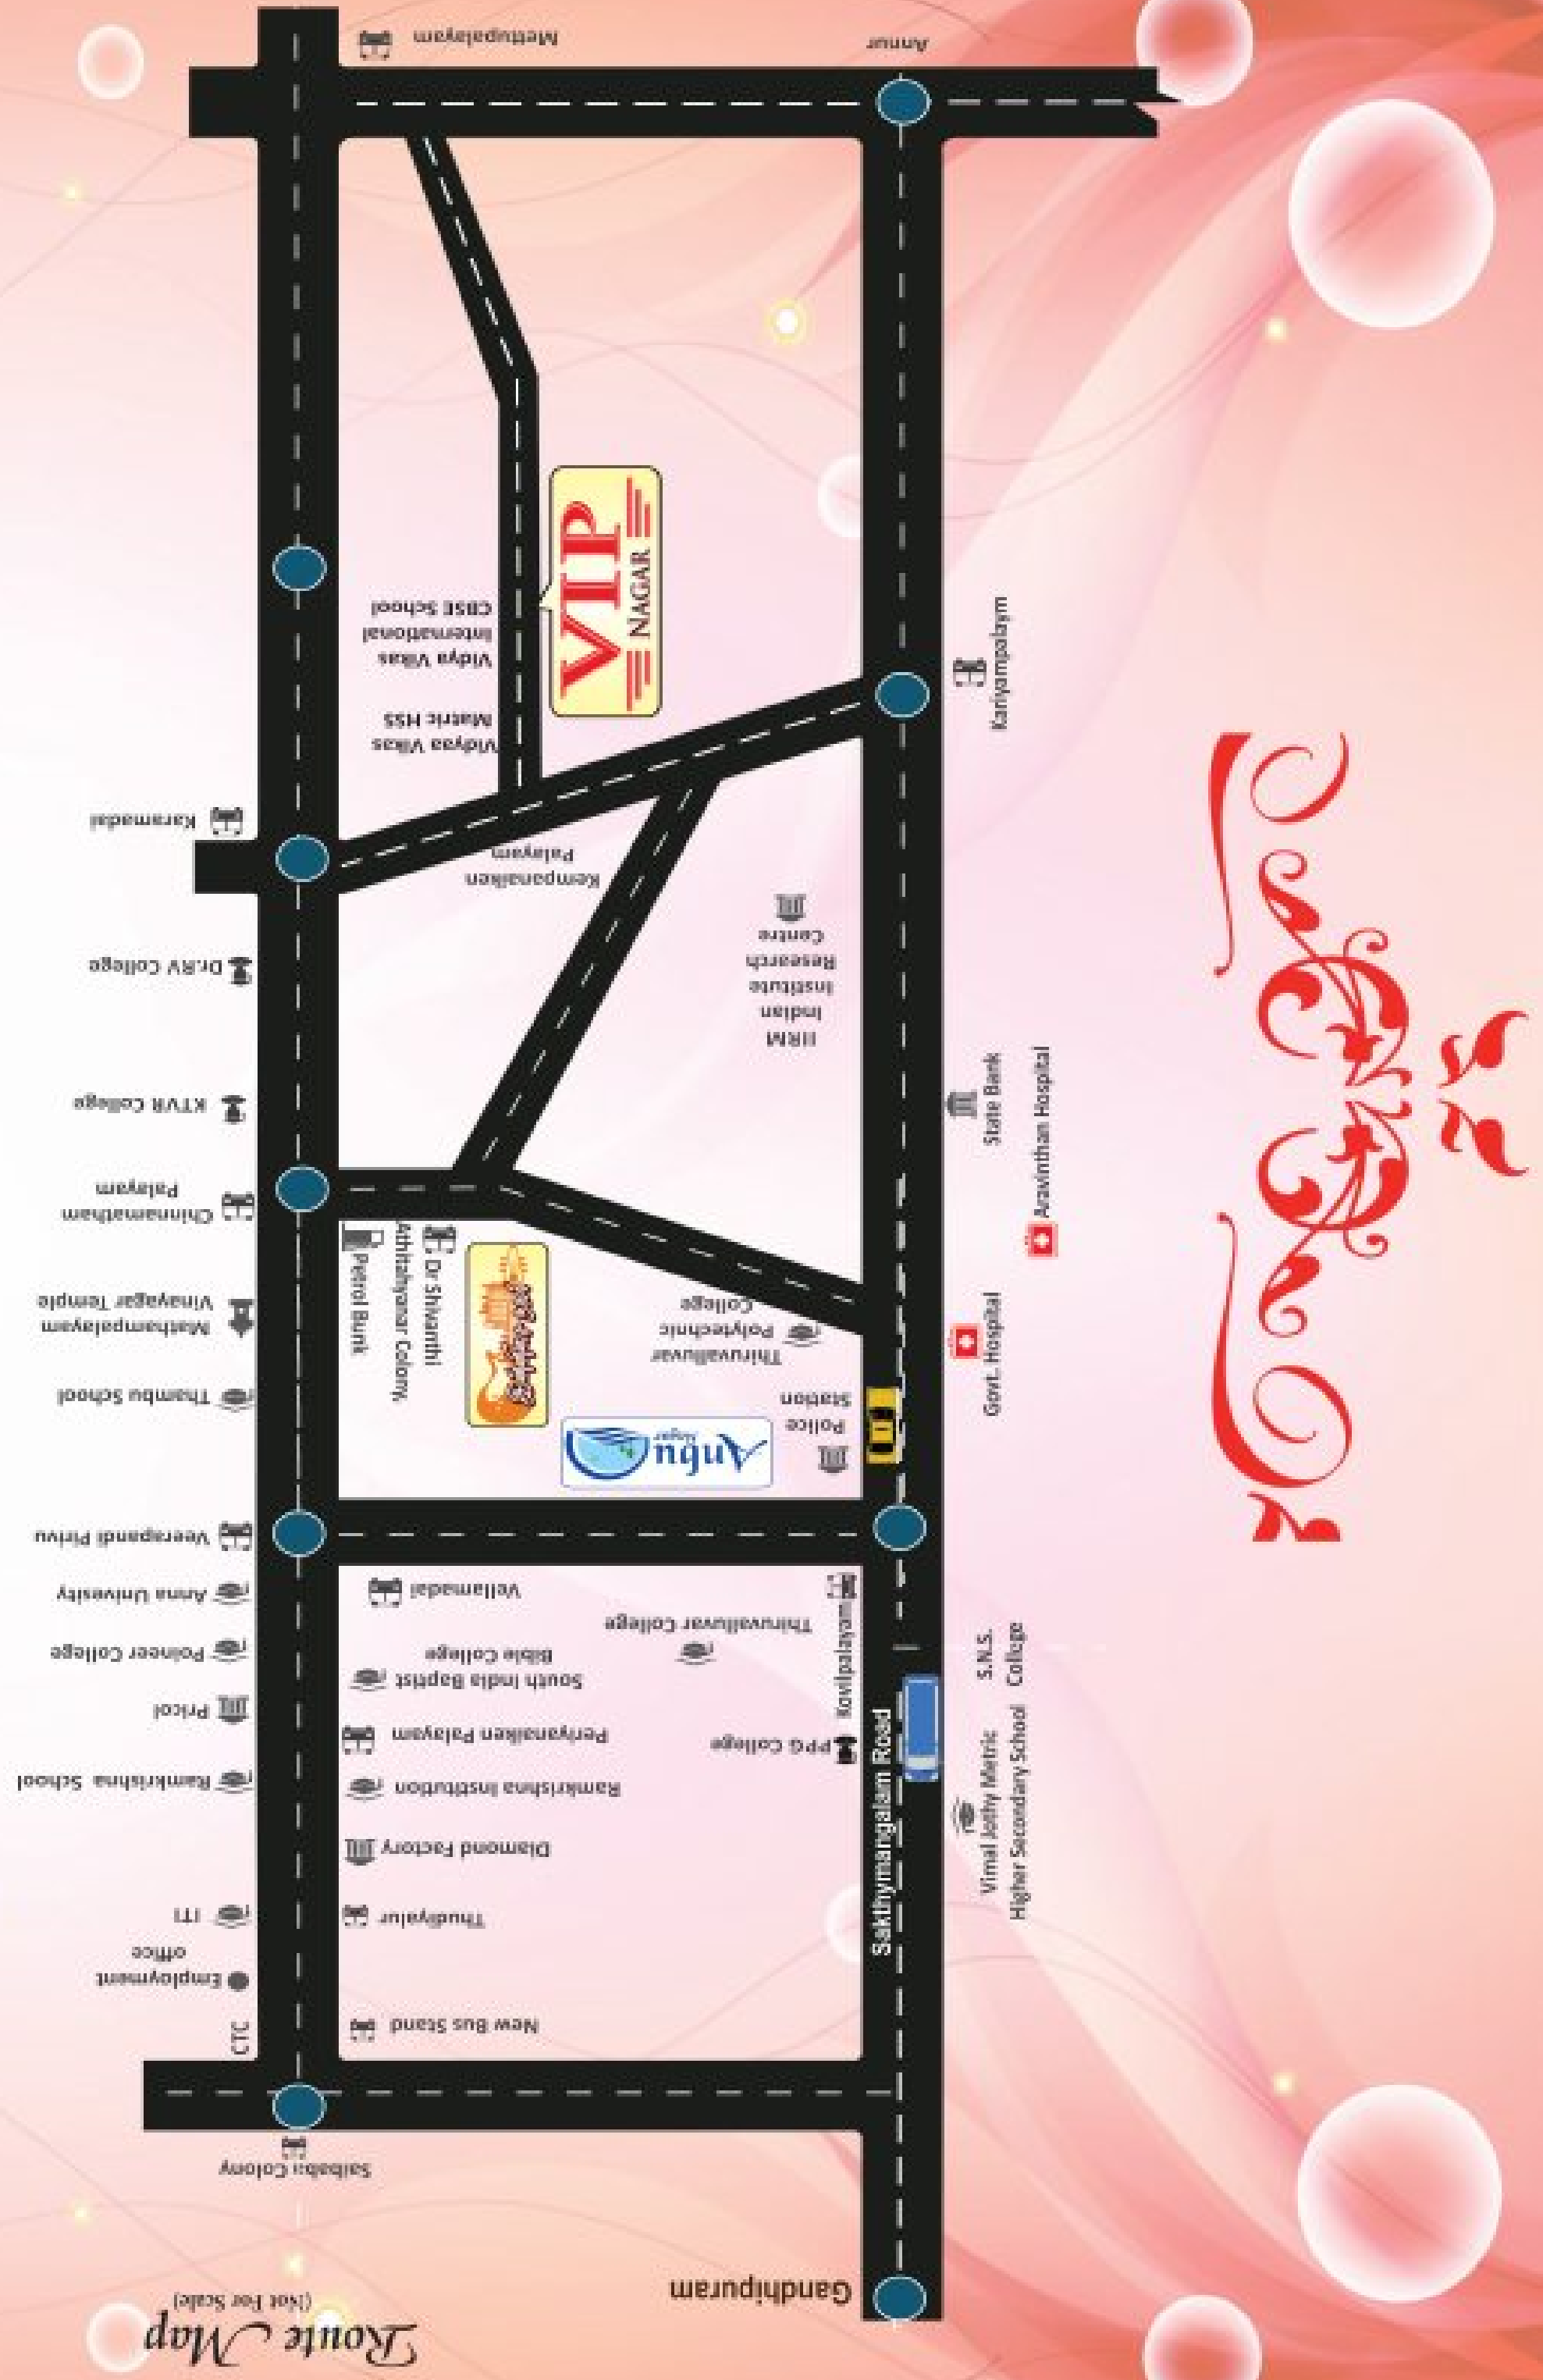 Route Map
(Not For Scale)
Gandhipuram
Saibaba Colony
CTC
New Bus Stand
Employment
office
ITI
Thudiyalur
Diamond Factory
Ramkrishna School
Ramkrishna Institution
Pricol
Periyanaiken Palayam
PPG College
Poineer College
South India Baptist
Bible College
Thiruvalluvar College
Kovilpalayam
Anna Univesity
Vellamadai
Veerapandi Pirivu
Sakthymangalam Road
Vimal Jothy Metric
Higher Secondary School
S.N.S.
College
Thambu School
Anbu
Nagar
Police
Station
Mathampalayam
Vinayagar Temple
Petrol Bunk
Dr Shivanthi
Athitahyanar Colony,
Thiruvalluvar
Polytechnic
College
Govt. Hospital
Aravinthan Hospital
State Bank
Chinnamatham
Palayam
KTVR College
Dr.RV College
IIRM
Indian
Institute
Research
Centre
Kempanaiken
Palayam
Karamadai
Vidyaa Vikas
Matric HSS
Vidya Vikas
International
CBSE School
VIP
NAGAR
Kariyampalaym
Annur
Mettupalayam